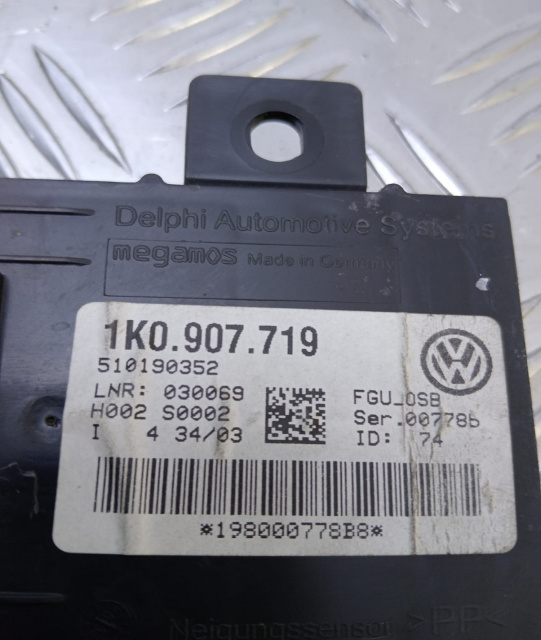 Delphi Automotive Systems
megamos Made in Germany
1K0.907.719
510190352
LNR: 030069
FGU_OSB
H002 S0002
Ser.00778b
I 4 34/03
ID: 74
*198000778B8*
Neigungssensor >PP<